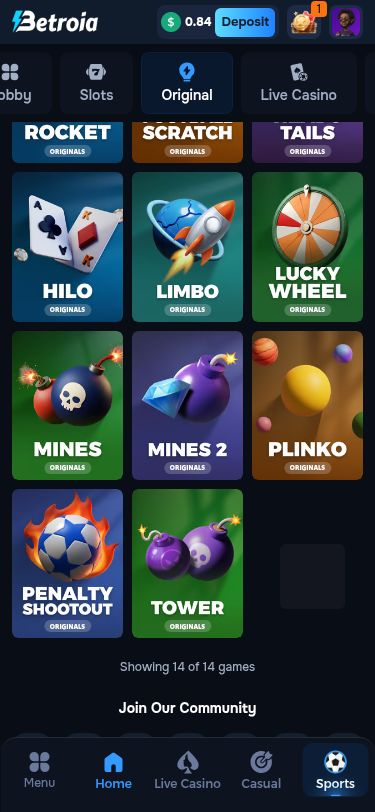 Betroia
$ 0.84 Deposit 1
obby Slots Original Live Casino
ROCKET SCRATCH TAILS
ORIGINALS ORIGINALS ORIGINALS
A K
HILO LIMBO LUCKY WHEEL
ORIGINALS ORIGINALS ORIGINALS
MINES MINES 2 PLINKO
ORIGINALS ORIGINALS ORIGINALS
PENALTY SHOOTOUT TOWER
ORIGINALS ORIGINALS
Showing 14 of 14 games
Join Our Community
Menu Home Live Casino Casual Sports